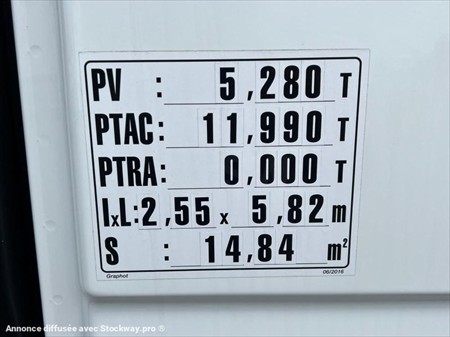 PV : 5,280 T
PTAC: 11,990 T
PTRA: 0,000 T
lxL: 2,55 x 5,82 m
S : 14,84 m²
Graphot 06/2016
Annonce diffusée avec Stockway.pro ®